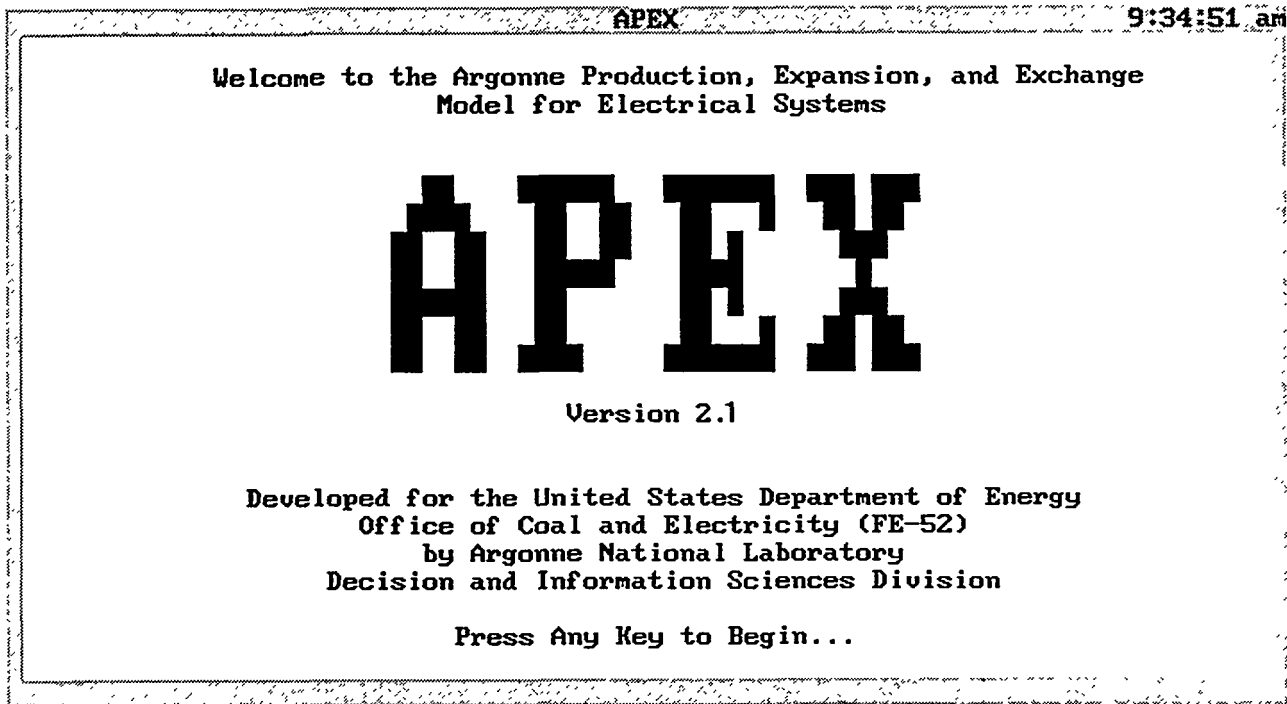 APEX 9:34:51 am
Welcome to the Argonne Production, Expansion, and Exchange
Model for Electrical Systems
APEX
Version 2.1
Developed for the United States Department of Energy
Office of Coal and Electricity (FE-52)
by Argonne National Laboratory
Decision and Information Sciences Division
Press Any Key to Begin...